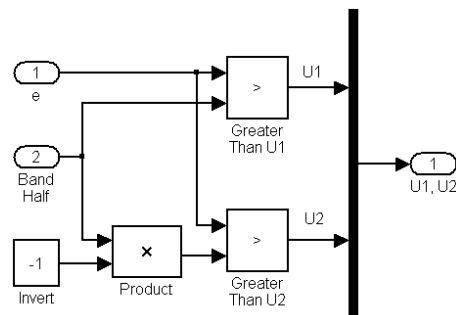 1
e
>
U1
Greater
Than U1
2
Band
Half
1
U1, U2
-1
Invert
×
Product
>
U2
Greater
Than U2